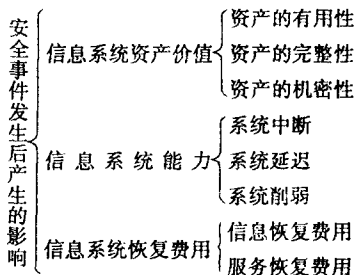 安全事件发生后产生的影响
信息系统资产价值
资产的有用性
资产的完整性
资产的机密性
信息系统能力
系统中断
系统延迟
系统削弱
信息系统恢复费用
信息恢复费用
服务恢复费用